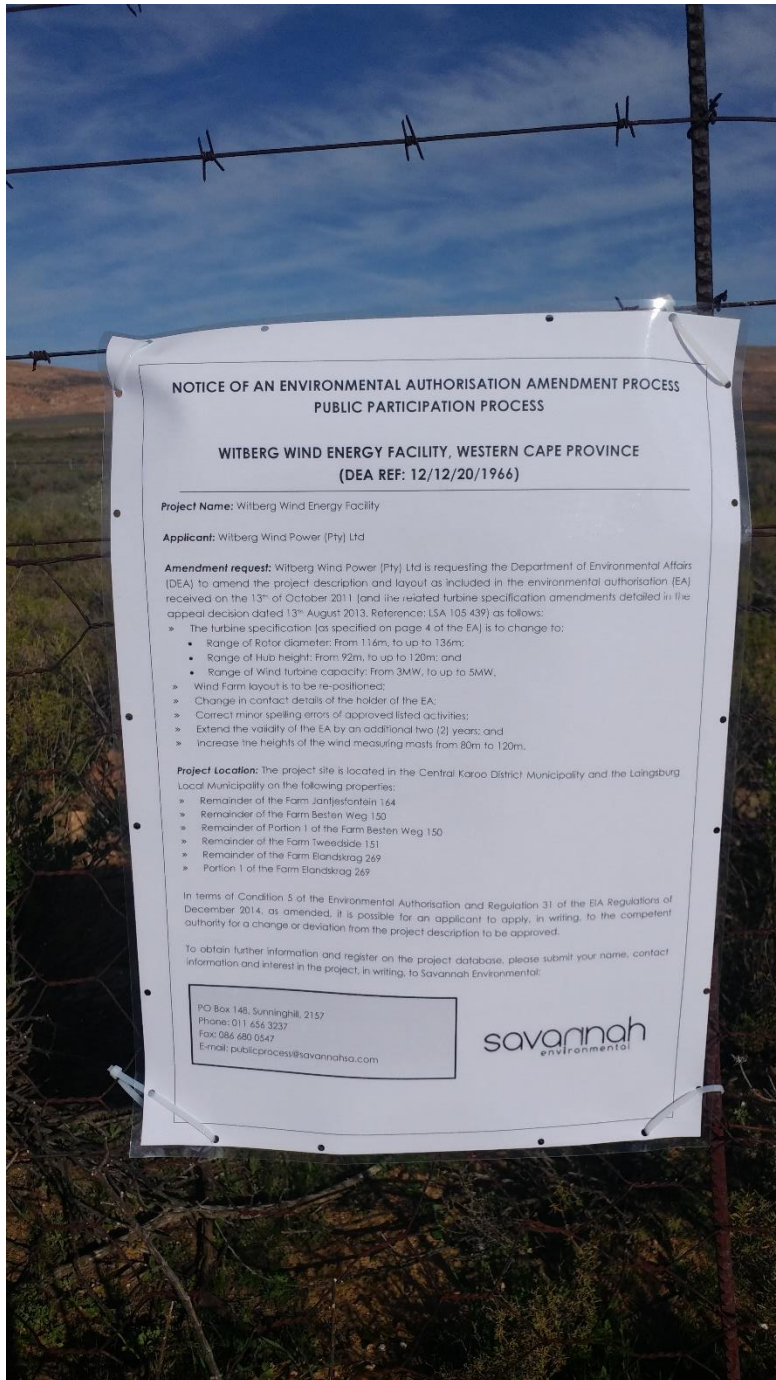 NOTICE OF AN ENVIRONMENTAL AUTHORISATION AMENDMENT PROCESS
PUBLIC PARTICIPATION PROCESS
WITBERG WIND ENERGY FACILITY, WESTERN CAPE PROVINCE
(DEA REF: 12/12/20/1966)
Project Name: Witberg Wind Energy Facility
Applicant: Witberg Wind Power (Pty) Ltd
Amendment request: Witberg Wind Power (Pty) Ltd is requesting the Department of Environmental Affairs
(DEA) to amend the project description and layout as included in the environmental authorisation (EA)
received on the 13th of October 2011 (and the related turbine specification amendments detailed in the
appeal decision dated 13th August 2013, Reference: LSA 105 439) as follows:
» The turbine specification (as specified on page 4 of the EA) is to change to:
• Range of Rotor diameter: From 116m, to up to 136m;
• Range of Hub height: From 92m, to up to 120m; and
• Range of Wind turbine capacity: From 3MW, to up to 5MW.
» Wind Farm layout is to be re-positioned;
» Change in contact details of the holder of the EA;
» Correct minor spelling errors of approved listed activities;
» Extend the validity of the EA by an additional two (2) years; and
» Increase the heights of the wind measuring masts from 80m to 120m.
Project Location: The project site is located in the Central Karoo District Municipality and the Laingsburg
Local Municipality on the following properties:
» Remainder of the Farm Jantjesfontein 164
» Remainder of the Farm Besten Weg 150
» Remainder of Portion 1 of the Farm Besten Weg 150
» Remainder of the Farm Tweedside 151
» Remainder of the Farm Elandskrag 269
» Portion 1 of the Farm Elandskrag 269
In terms of Condition 5 of the Environmental Authorisation and Regulation 31 of the EIA Regulations of
December 2014, as amended, it is possible for an applicant to apply, in writing, to the competent
authority for a change or deviation from the project description to be approved.
To obtain further information and register on the project database, please submit your name, contact
information and interest in the project, in writing, to Savannah Environmental:
PO Box 148, Sunninghill, 2157
Phone: 011 656 3237
Fax: 086 680 0547
E-mail: publicprocess@savannahsa.com
savannah
environmental